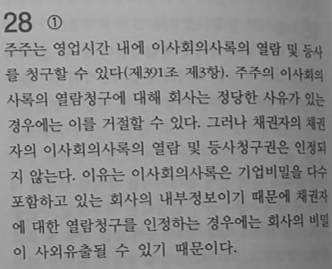 28 ①
주주는 영업시간 내에 이사회의사록의 열람 및 등사
를 청구할 수 있다(제391조 제3항). 주주의 이사회의
사록의 열람청구에 대해 회사는 정당한 사유가 있는
경우에는 이를 거절할 수 있다. 그러나 채권자의 채권
자의 이사회의사록의 열람 및 등사청구권은 인정되
지 않는다. 이유는 이사회의사록은 기업비밀을 다수
포함하고 있는 회사의 내부정보이기 때문에 채권자
에 대한 열람청구를 인정하는 경우에는 회사의 비밀
이 사외유출될 수 있기 때문이다.